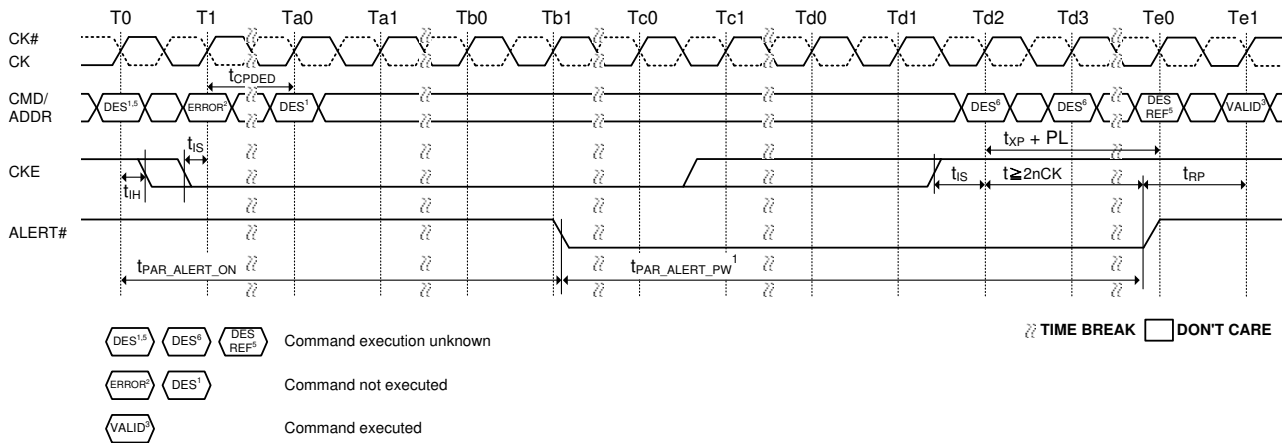 T0 T1 Ta0 Ta1 Tb0 Tb1 Tc0 Tc1 Td0 Td1 Td2 Td3 Te0 Te1
CK#
CK
tCPDED
CMD/
ADDR
DES1,5 ERROR2 DES1 DES6 DES6 DES REF5 VALID3
tXP + PL
tIS
CKE
tIH
tIS t≧2nCK tRP
ALERT#
tPAR_ALERT_ON tPAR_ALERT_PW1
DES1,5 DES6 DES REF5 Command execution unknown
TIME BREAK DON'T CARE
ERROR2 DES1 Command not executed
VALID3 Command executed